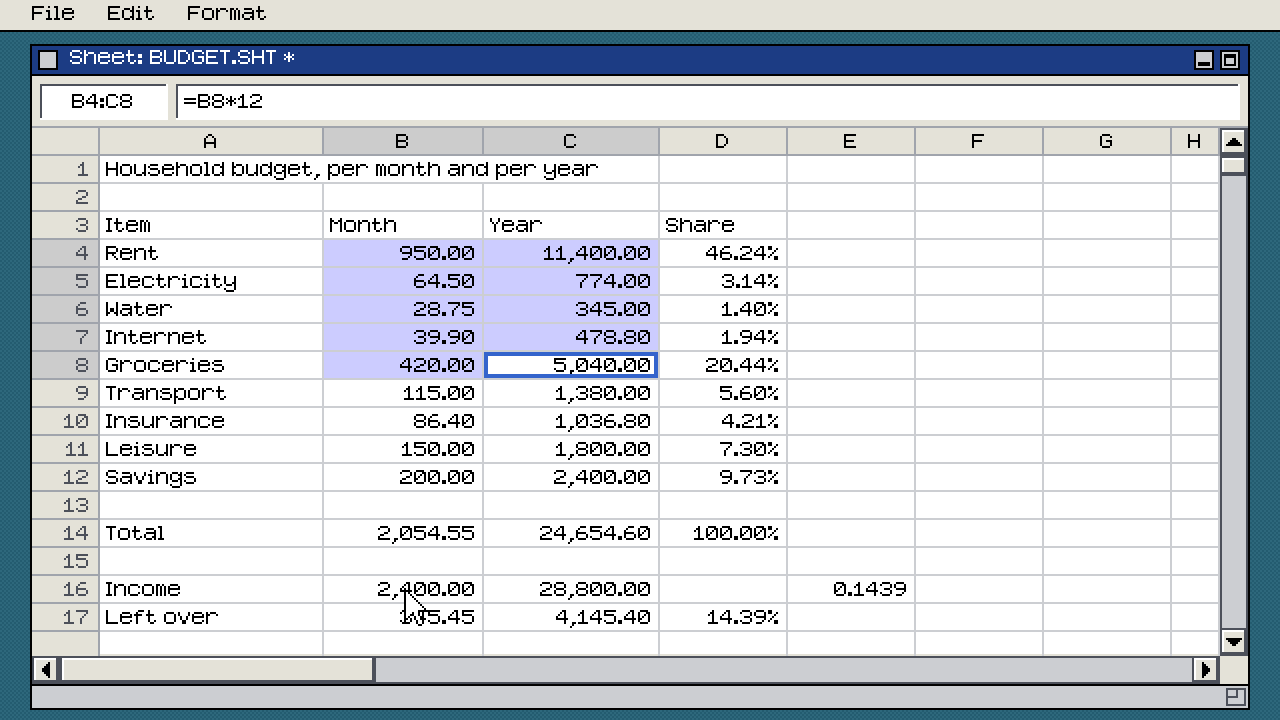 File Edit Format
Sheet: BUDGET.SHT *
B4:C8 =B8*12
A B C D E F G H
1 Household budget, per month and per year
2
3 Item Month Year Share
4 Rent 950.00 11,400.00 46.24%
5 Electricity 64.50 774.00 3.14%
6 Water 28.75 345.00 1.40%
7 Internet 39.90 478.80 1.94%
8 Groceries 420.00 5,040.00 20.44%
9 Transport 115.00 1,380.00 5.60%
10 Insurance 86.40 1,036.80 4.21%
11 Leisure 150.00 1,800.00 7.30%
12 Savings 200.00 2,400.00 9.73%
13
14 Total 2,054.55 24,654.60 100.00%
15
16 Income 2,400.00 28,800.00 0.1439
17 Left over 4,145.40 14.39%